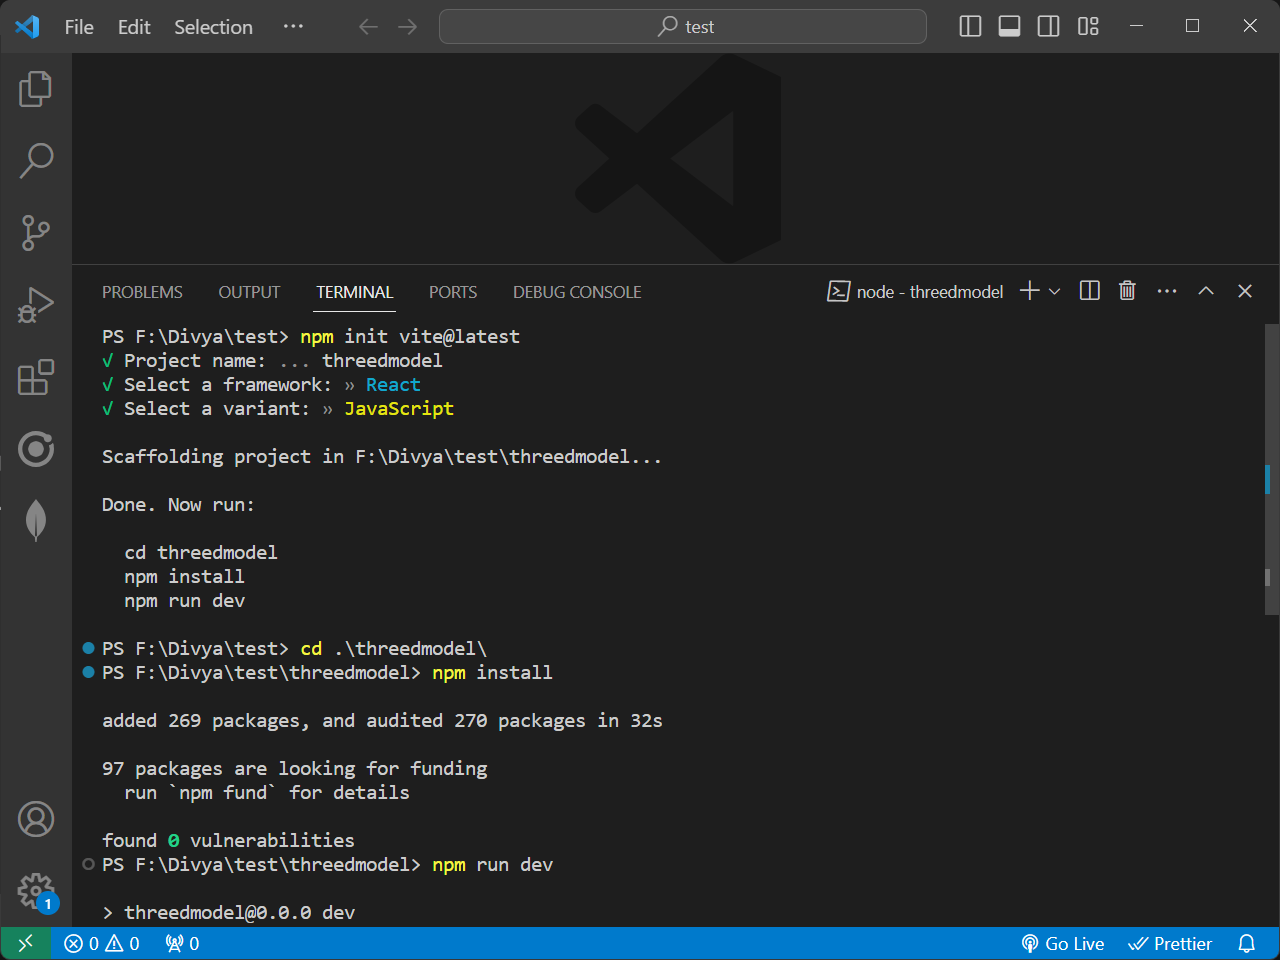 File Edit Selection ···
test
PROBLEMS OUTPUT TERMINAL PORTS DEBUG CONSOLE node - threedmodel
PS F:\Divya\test> npm init vite@latest
√ Project name: ... threedmodel
√ Select a framework: » React
√ Select a variant: » JavaScript
Scaffolding project in F:\Divya\test\threedmodel...
Done. Now run:
cd threedmodel
npm install
npm run dev
PS F:\Divya\test> cd .\threedmodel\
PS F:\Divya\test\threedmodel> npm install
added 269 packages, and audited 270 packages in 32s
97 packages are looking for funding
run `npm fund` for details
found 0 vulnerabilities
PS F:\Divya\test\threedmodel> npm run dev
> threedmodel@0.0.0 dev
1
0 0 0 Go Live Prettier